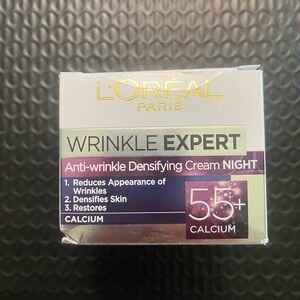 L'ORÉAL
PARIS
WRINKLE EXPERT
Anti-wrinkle Densifying Cream NIGHT
1. Reduces Appearance of
Wrinkles
2. Densifies Skin
3. Restores
CALCIUM
55+
CALCIUM